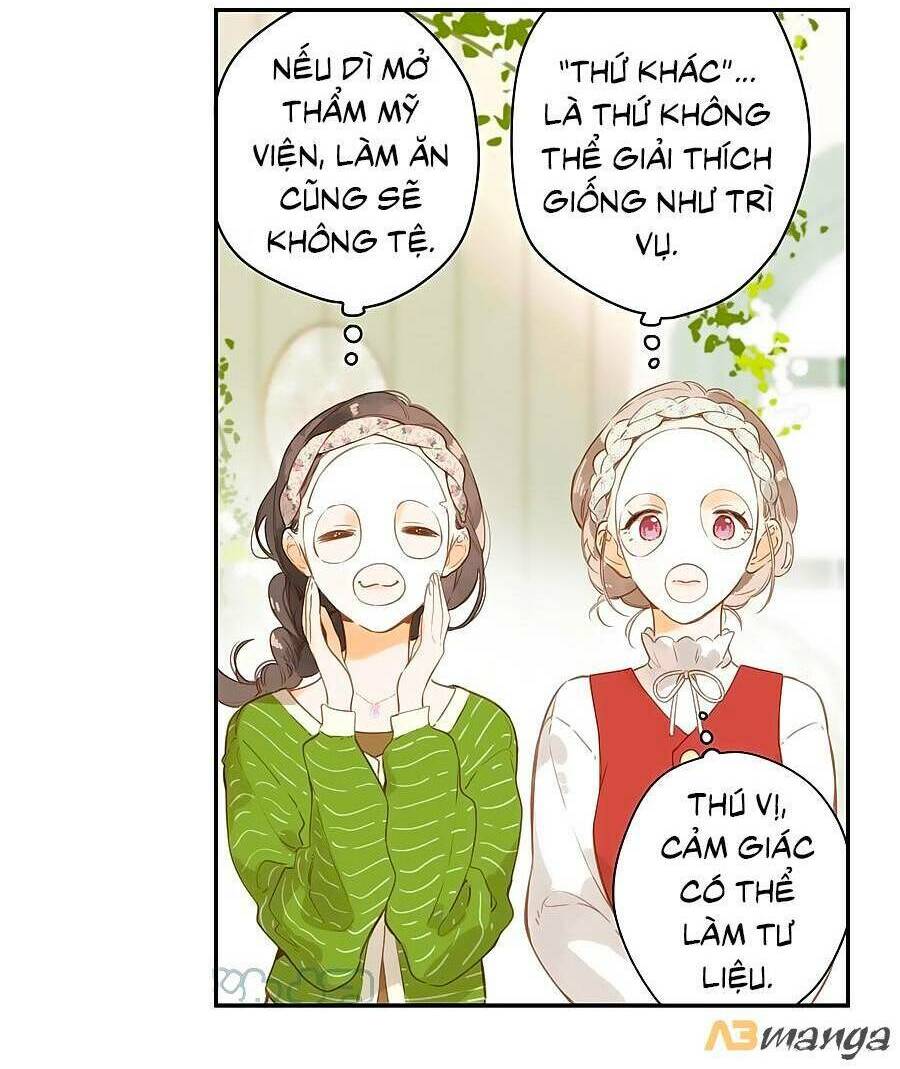 NẾU DÌ MỞ
THẨM MỸ
VIỆN, LÀM ĂN
CŨNG SẼ
KHÔNG TỆ.
"THỨ KHÁC"...
LÀ THỨ KHÔNG
THỂ GIẢI THÍCH
GIỐNG NHƯ TRÌ
VỤ.
THÚ VỊ,
CẢM GIÁC
CÓ THỂ
LÀM TƯ
LIỆU.
A3manga